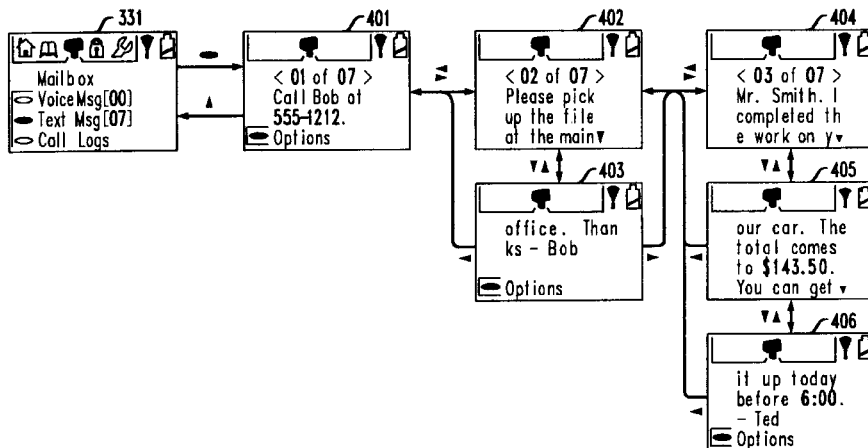 331
Mailbox
VoiceMsg[00]
Text Msg[07]
Call Logs
401
< 01 of 07 >
Call Bob at
555-1212.
Options
402
< 02 of 07 >
Please pick
up the file
at the main
403
office. Than
ks - Bob
Options
404
< 03 of 07 >
Mr. Smith. I
completed th
e work on y
405
our car. The
total comes
to $143.50.
You can get
406
it up today
before 6:00.
- Ted
Options